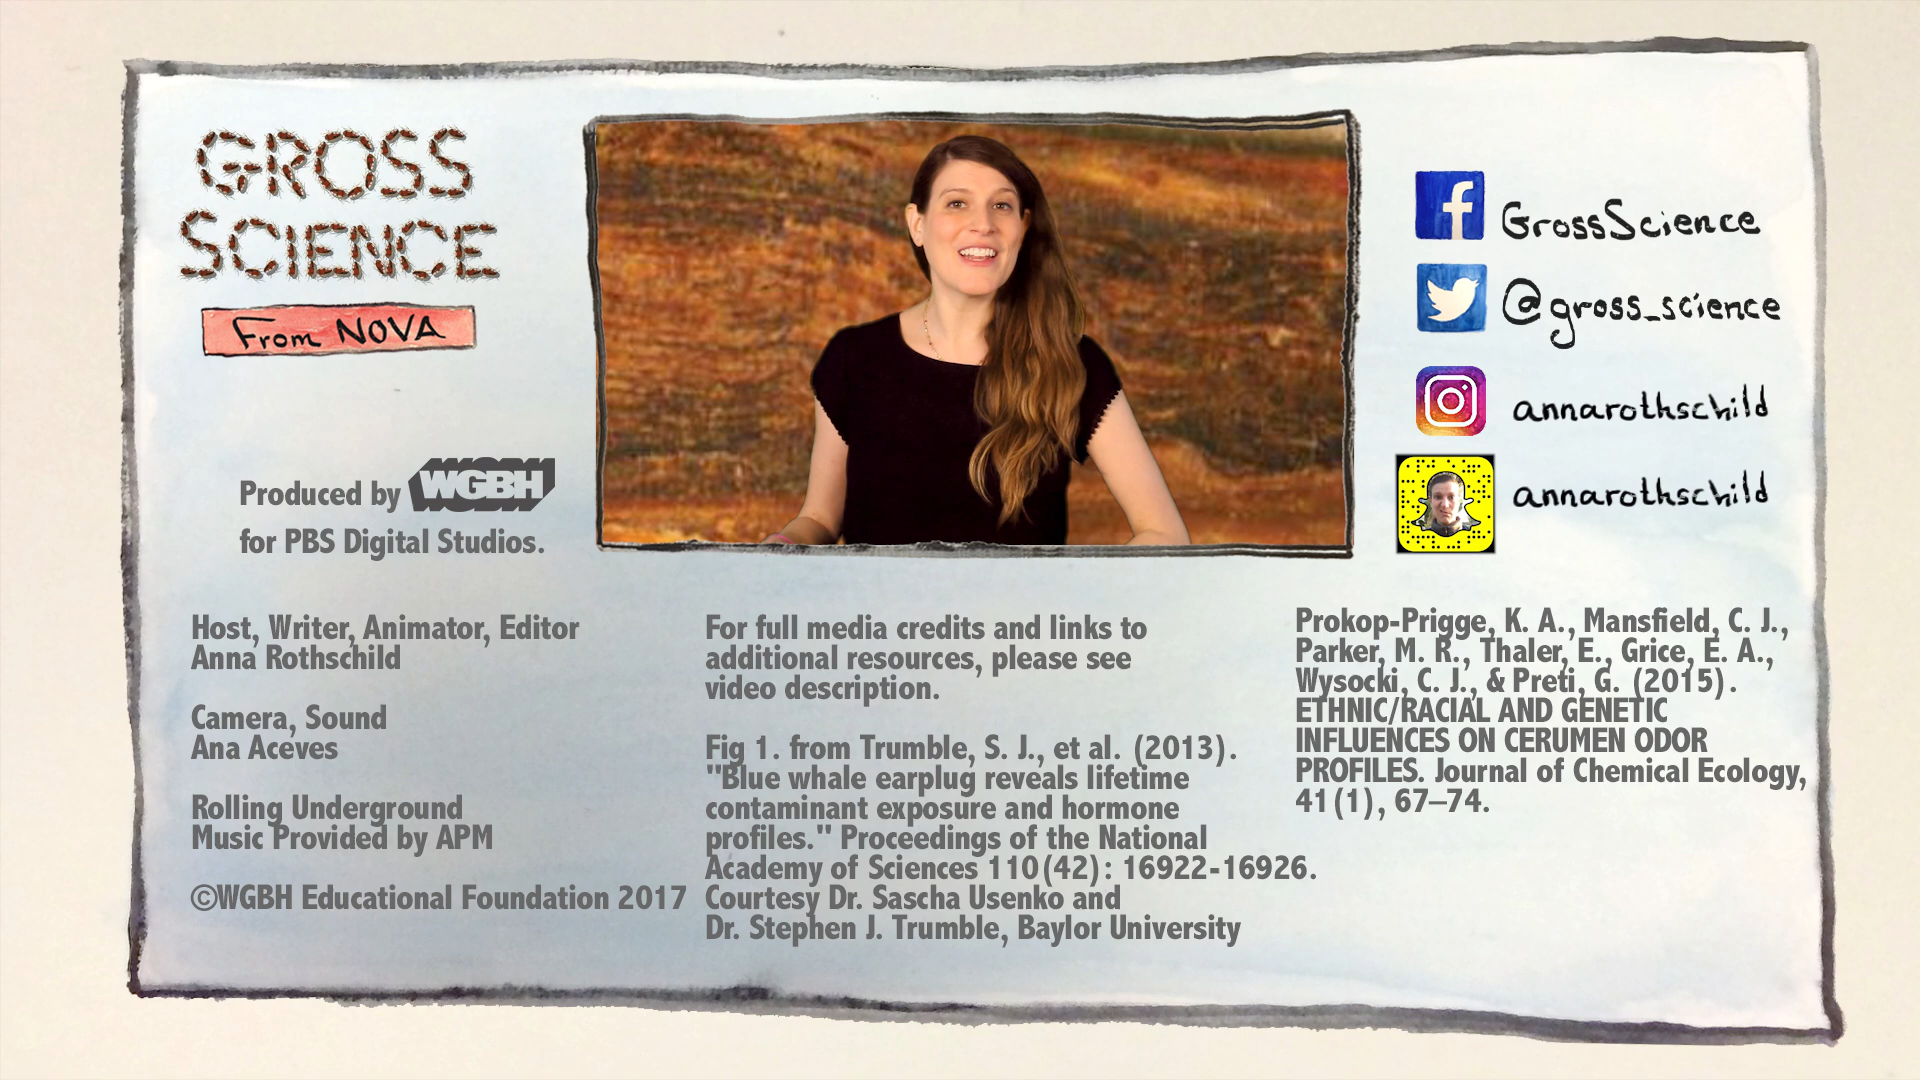 GROSS
SCIENCE
From NOVA
Produced by WGBH
for PBS Digital Studios.
GrossScience
@gross_science
annarothschild
annarothschild
Host, Writer, Animator, Editor
Anna Rothschild
Camera, Sound
Ana Aceves
Rolling Underground
Music Provided by APM
©WGBH Educational Foundation 2017
For full media credits and links to
additional resources, please see
video description.
Fig 1. from Trumble, S. J., et al. (2013).
"Blue whale earplug reveals lifetime
contaminant exposure and hormone
profiles." Proceedings of the National
Academy of Sciences 110(42): 16922-16926.
Courtesy Dr. Sascha Usenko and
Dr. Stephen J. Trumble, Baylor University
Prokop-Prigge, K. A., Mansfield, C. J.,
Parker, M. R., Thaler, E., Grice, E. A.,
Wysocki, C. J., & Preti, G. (2015).
ETHNIC/RACIAL AND GENETIC
INFLUENCES ON CERUMEN ODOR
PROFILES. Journal of Chemical Ecology,
41(1), 67–74.